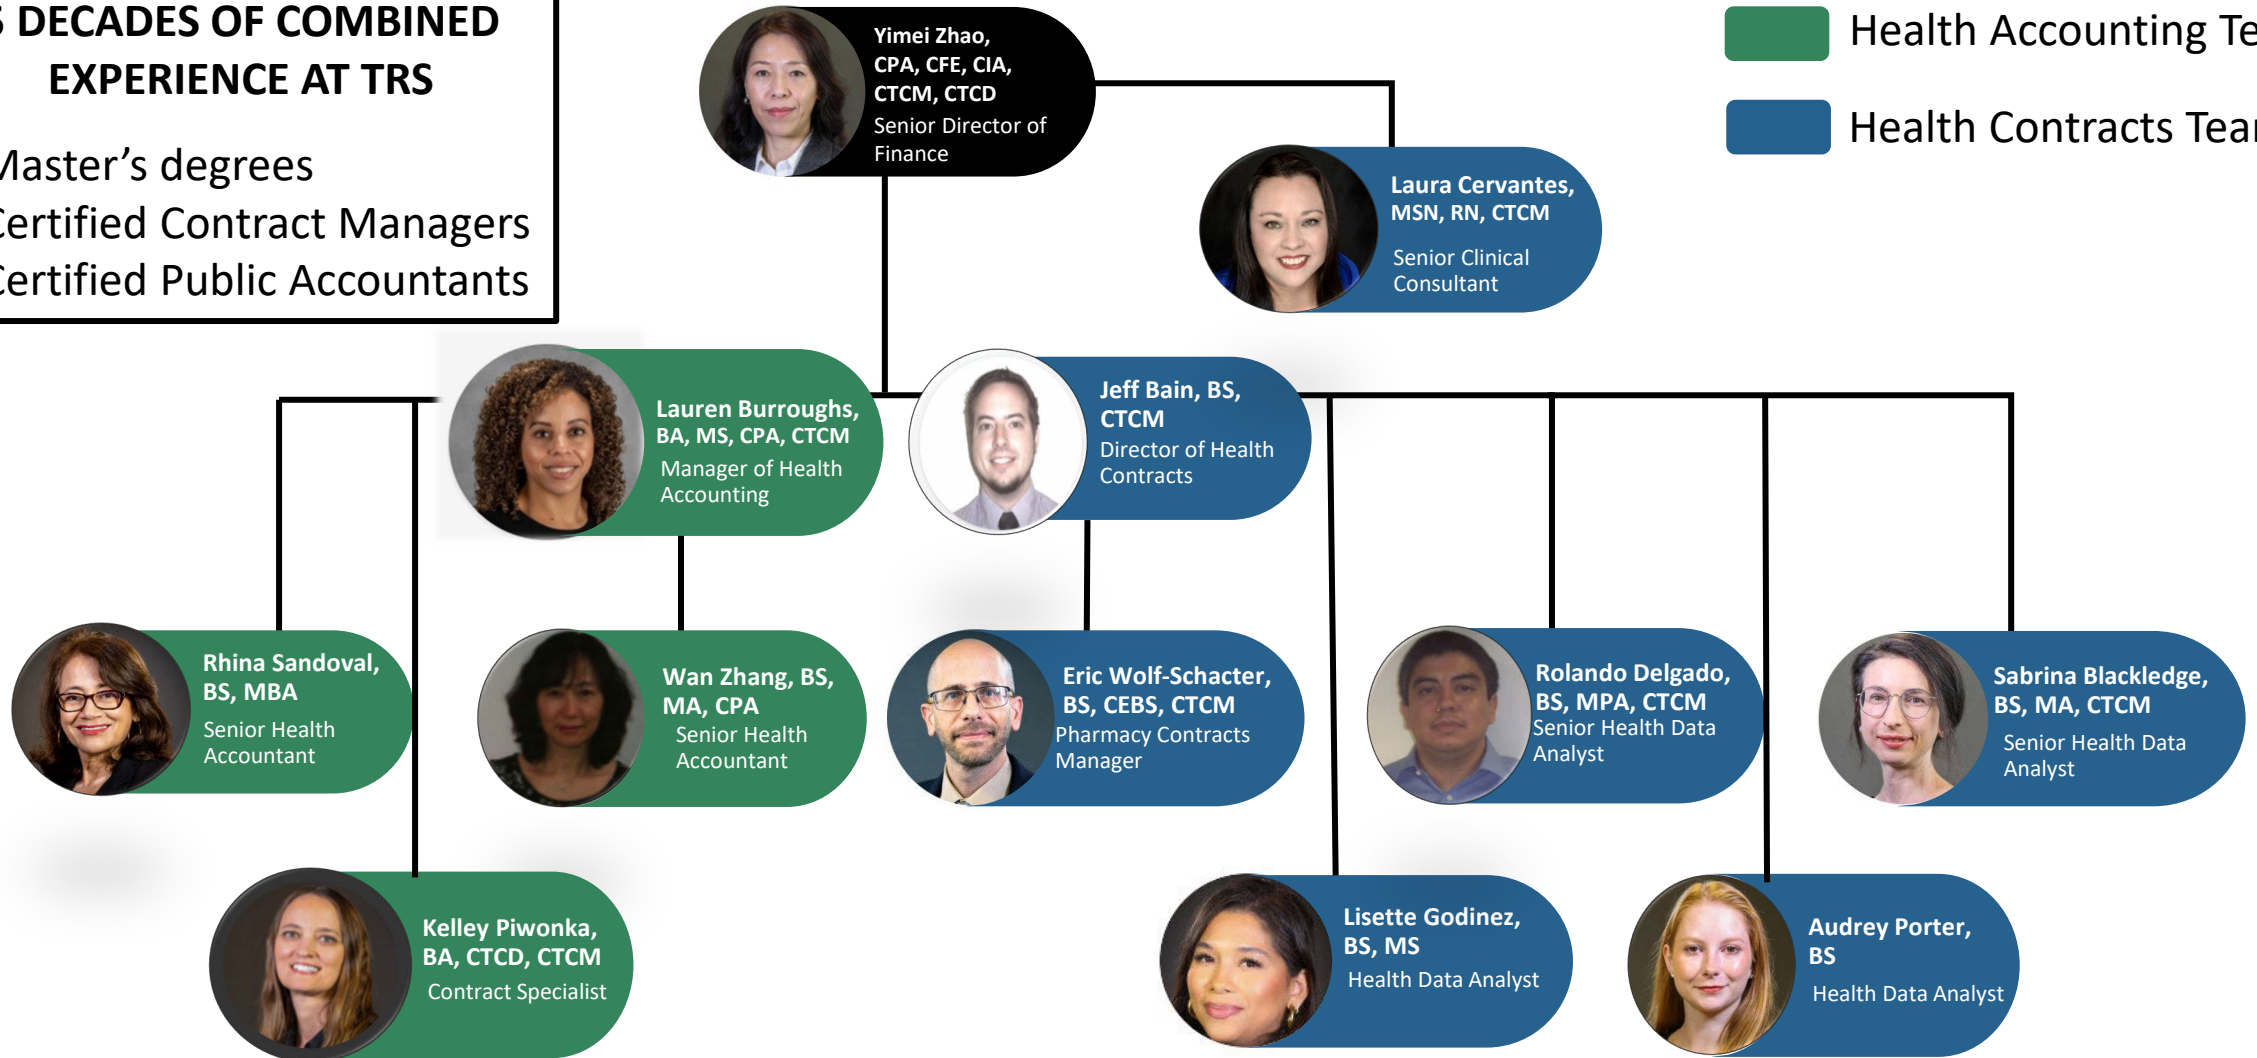 DECADES OF COMBINED
EXPERIENCE AT TRS
Master’s degrees
Certified Contract Managers
Certified Public Accountants
Yimei Zhao,
CPA, CFE, CIA,
CTCM, CTCD
Senior Director of
Finance
Health Accounting
Health Contracts
Laura Cervantes,
MSN, RN, CTCM
Senior Clinical
Consultant
Lauren Burroughs,
BA, MS, CPA, CTCM
Manager of Health
Accounting
Jeff Bain, BS,
CTCM
Director of Health
Contracts
Rhina Sandoval,
BS, MBA
Senior Health
Accountant
Wan Zhang, BS,
MA, CPA
Senior Health
Accountant
Eric Wolf-Schacter,
BS, CEBS, CTCM
Pharmacy Contracts
Manager
Rolando Delgado,
BS, MPA, CTCM
Senior Health Data
Analyst
Sabrina Blackledge,
BS, MA, CTCM
Senior Health Data
Analyst
Kelley Piwonka,
BA, CTCD, CTCM
Contract Specialist
Lisette Godinez,
BS, MS
Health Data Analyst
Audrey Porter,
BS
Health Data Analyst